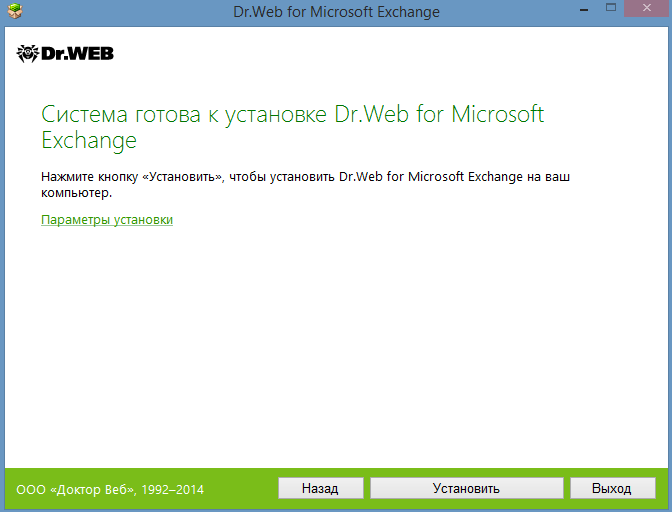 Dr.Web for Microsoft Exchange
Dr.WEB
Система готова к установке Dr.Web for Microsoft
Exchange
Нажмите кнопку «Установить», чтобы установить Dr.Web for Microsoft Exchange на ваш
компьютер.
Параметры установки
ООО «Доктор Веб», 1992–2014
Назад
Установить
Выход